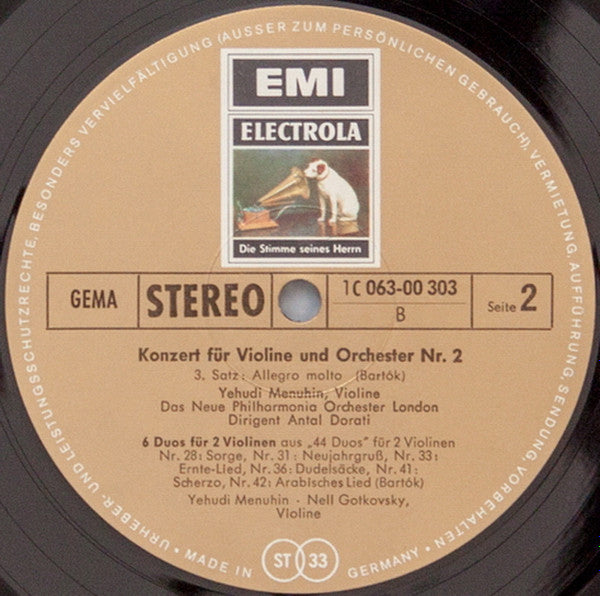 URHEBER- UND LEISTUNGSSCHUTZRECHTE, BESONDERS VERVIELFÄLTIGUNG (AUSSER ZUM PERSÖNLICHEN GEBRAUCH), VERMIETUNG, AUFFÜHRUNG, SENDUNG, VORBEHALTEN •
EMI
ELECTROLA
Die Stimme seines Herrn
GEMA
STEREO
1C 063-00 303
B
Seite 2
Konzert für Violine und Orchester Nr. 2
3. Satz: Allegro molto (Bartók)
Yehudi Menuhin, Violine
Das Neue Philharmonia Orchester London
Dirigent Antal Dorati
6 Duos für 2 Violinen aus „44 Duos" für 2 Violinen
Nr. 28: Sorge, Nr. 31: Neujahrgruß, Nr. 33:
Ernte-Lied, Nr. 36: Dudelsäcke, Nr. 41:
Scherzo, Nr. 42: Arabisches Lied (Bartók)
Yehudi Menuhin - Nell Gotkovsky,
Violine
• MADE IN ST 33 GERMANY •